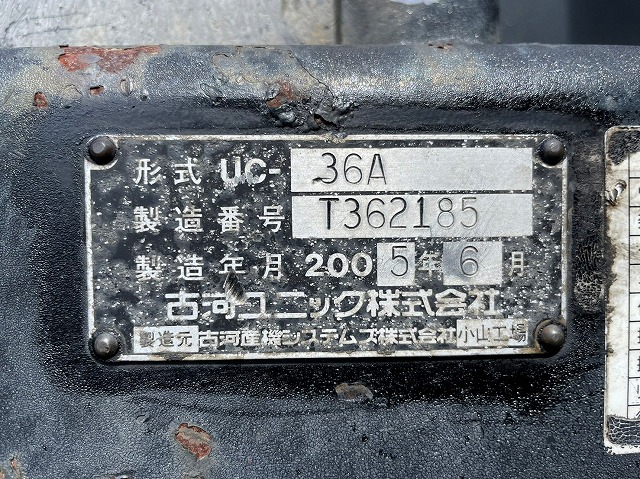 形式 UC- 36A
製造番号 T362185
製造年月 2005年6月
古河ユニック株式会社
製造元 古河産機システムズ株式会社小山工場